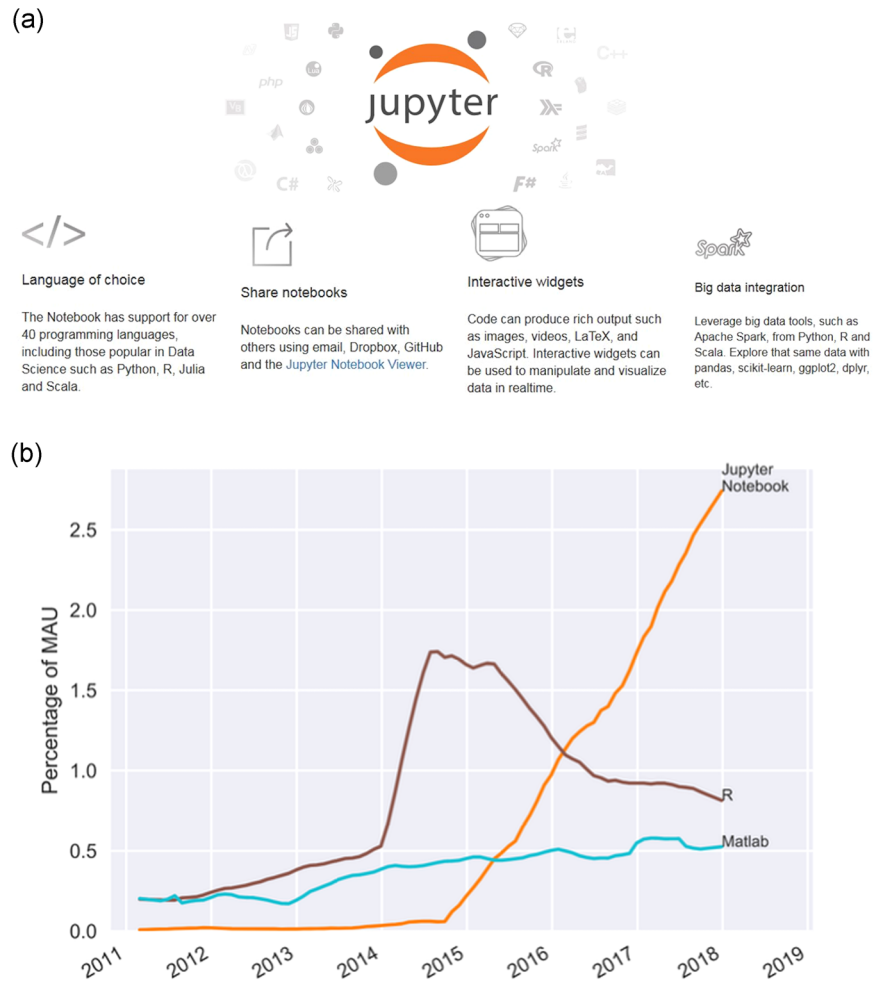 (a)
JS
php
Lua
C++
R
VB
Spark
C#
F#
jupyter
</>
Spark
Language of choice
The Notebook has support for over
40 programming languages,
including those popular in Data
Science such as Python, R, Julia
and Scala.
Share notebooks
Notebooks can be shared with
others using email, Dropbox, GitHub
and the Jupyter Notebook Viewer.
Interactive widgets
Code can produce rich output such
as images, videos, LaTeX, and
JavaScript. Interactive widgets can
be used to manipulate and visualize
data in realtime.
Big data integration
Leverage big data tools, such as
Apache Spark, from Python, R and
Scala. Explore that same data with
pandas, scikit-learn, ggplot2, dplyr,
etc.
(b)
Jupyter
Notebook
R
Matlab
Percentage of MAU
2.5
2.0
1.5
1.0
0.5
0.0
2011
2012
2013
2014
2015
2016
2017
2018
2019